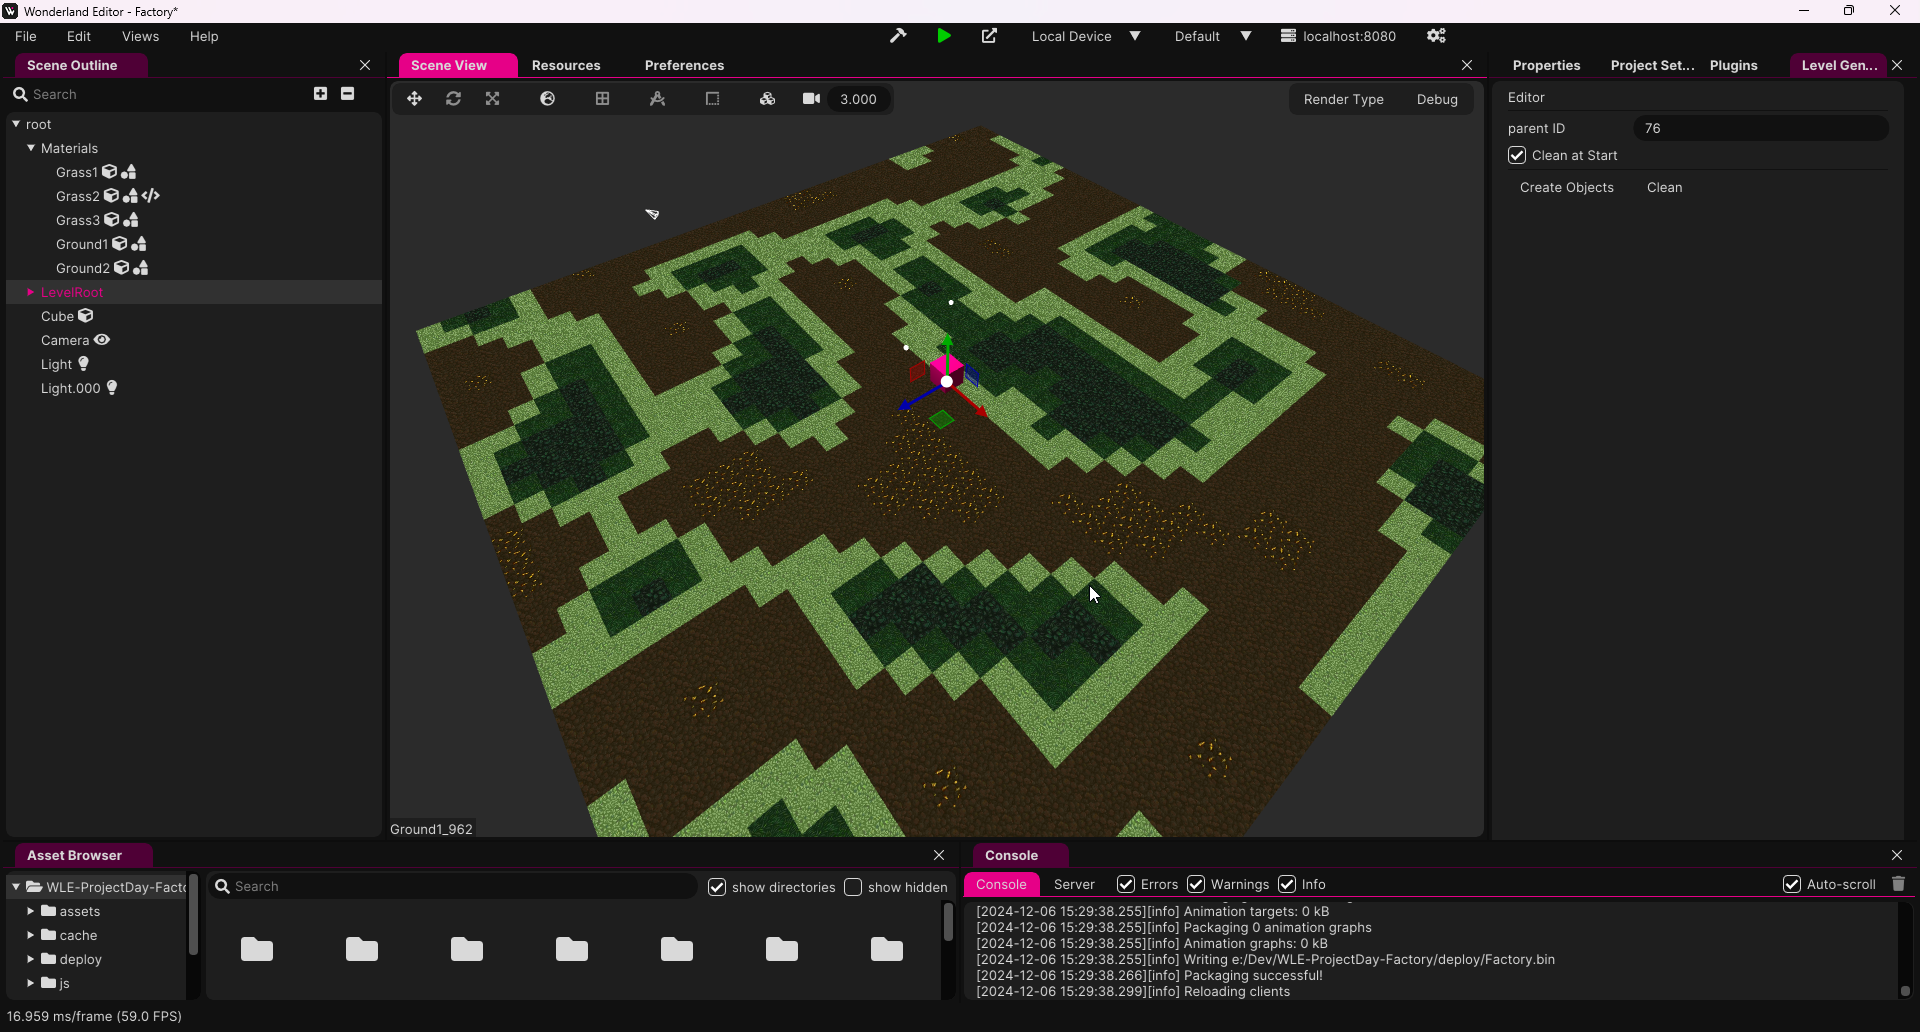 Wonderland Editor - Factory*
File Edit Views Help
Local Device Default localhost:8080
Scene Outline
Search
root
Materials
Grass1
Grass2
Grass3
Ground1
Ground2
LevelRoot
Cube
Camera
Light
Light.000
Scene View Resources Preferences
3.000 Render Type Debug
Ground1_962
Properties Project Set... Plugins Level Gen...
Editor
parent ID 76
Clean at Start
Create Objects Clean
Asset Browser
WLE-ProjectDay-Facto
assets
cache
deploy
js
Search show directories show hidden
Console
Console Server Errors Warnings Info Auto-scroll
[2024-12-06 15:29:38.255][info] Animation targets: 0 kB
[2024-12-06 15:29:38.255][info] Packaging 0 animation graphs
[2024-12-06 15:29:38.255][info] Animation graphs: 0 kB
[2024-12-06 15:29:38.255][info] Writing e:/Dev/WLE-ProjectDay-Factory/deploy/Factory.bin
[2024-12-06 15:29:38.266][info] Packaging successful!
[2024-12-06 15:29:38.299][info] Reloading clients
16.959 ms/frame (59.0 FPS)